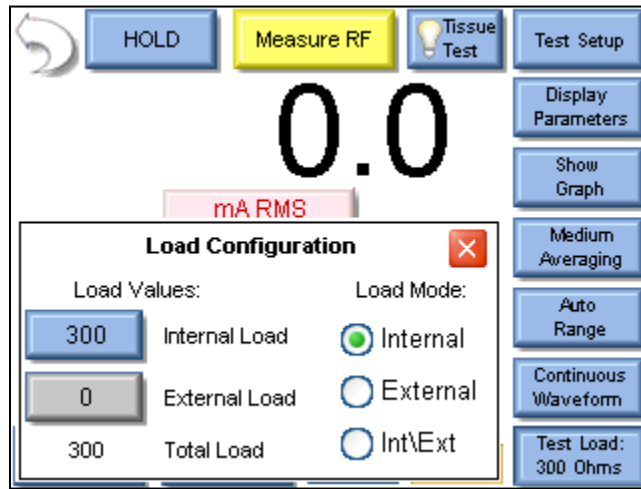 HOLD
Measure RF
Tissue
Test
Test Setup
0.0
mA RMS
Display
Parameters
Show
Graph
Medium
Averaging
Auto
Range
Continuous
Waveform
Test Load:
300 Ohms
Load Configuration
Load Values:
Load Mode:
300
Internal Load
Internal
0
External Load
External
300
Total Load
Int\Ext